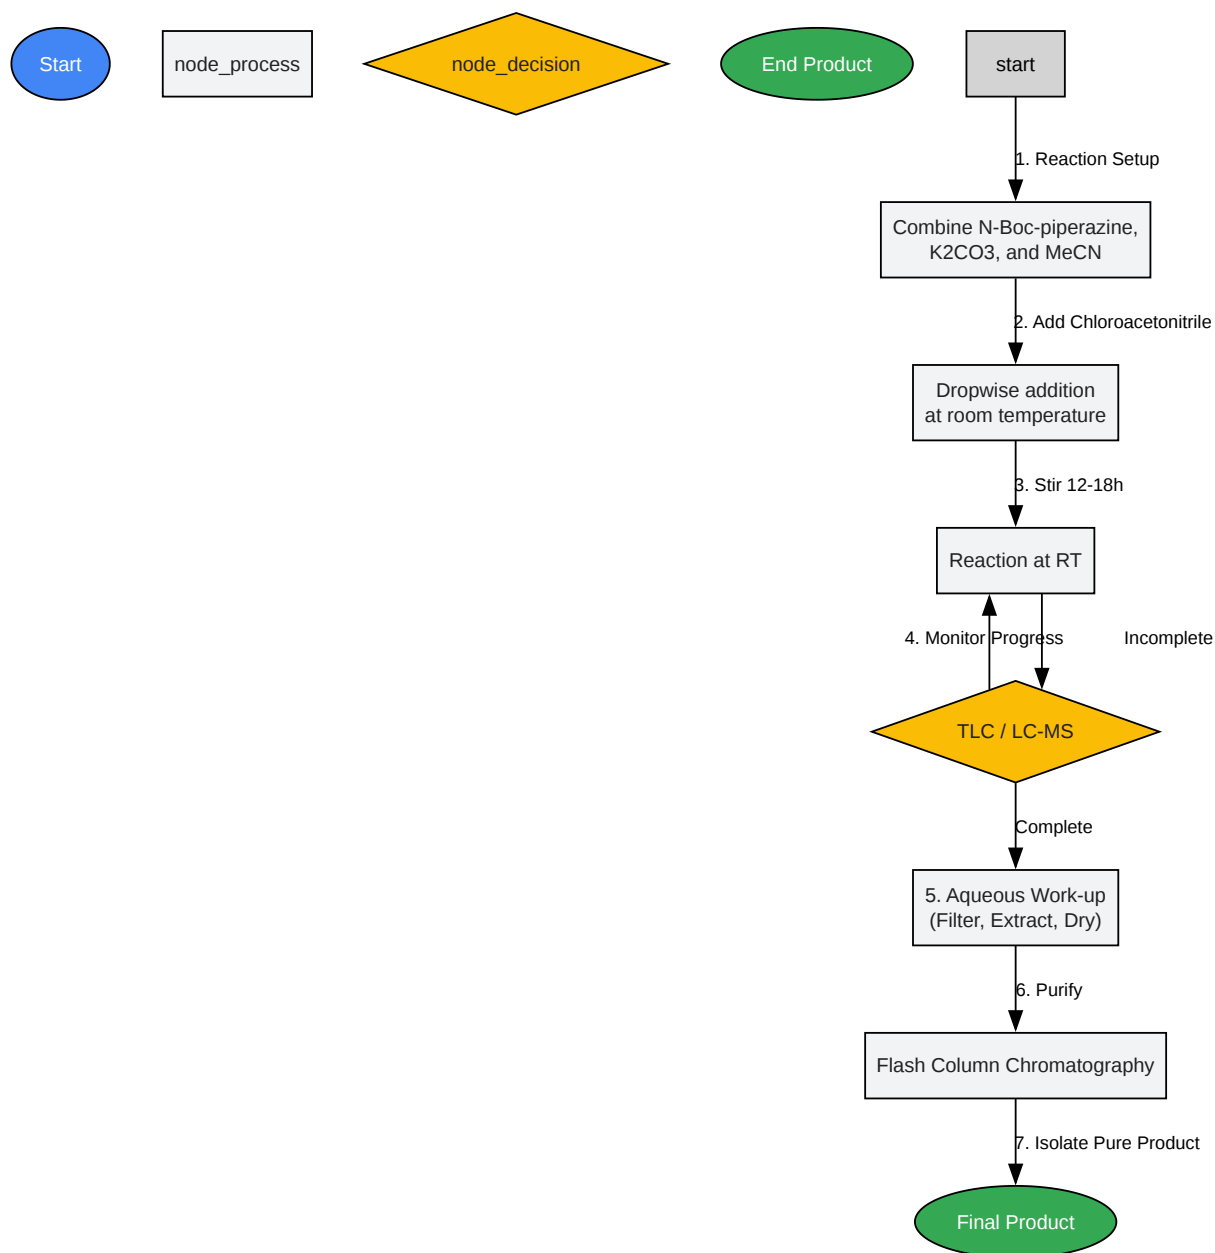 Start
node_process
node_decision
End Product
start
1. Reaction Setup
Combine N-Boc-piperazine,
K2CO3, and MeCN
2. Add Chloroacetonitrile
Dropwise addition
at room temperature
3. Stir 12-18h
Reaction at RT
4. Monitor Progress
Incomplete
TLC / LC-MS
Complete
5. Aqueous Work-up
(Filter, Extract, Dry)
6. Purify
Flash Column Chromatography
7. Isolate Pure Product
Final Product